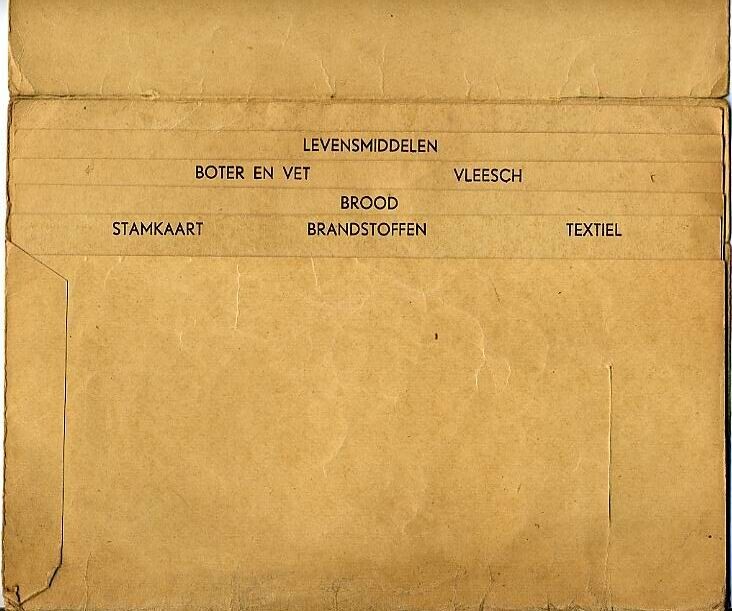 LEVENSMIDDELEN
BOTER EN VET VLEESCH
BROOD
STAMKAART BRANDSTOFFEN TEXTIEL